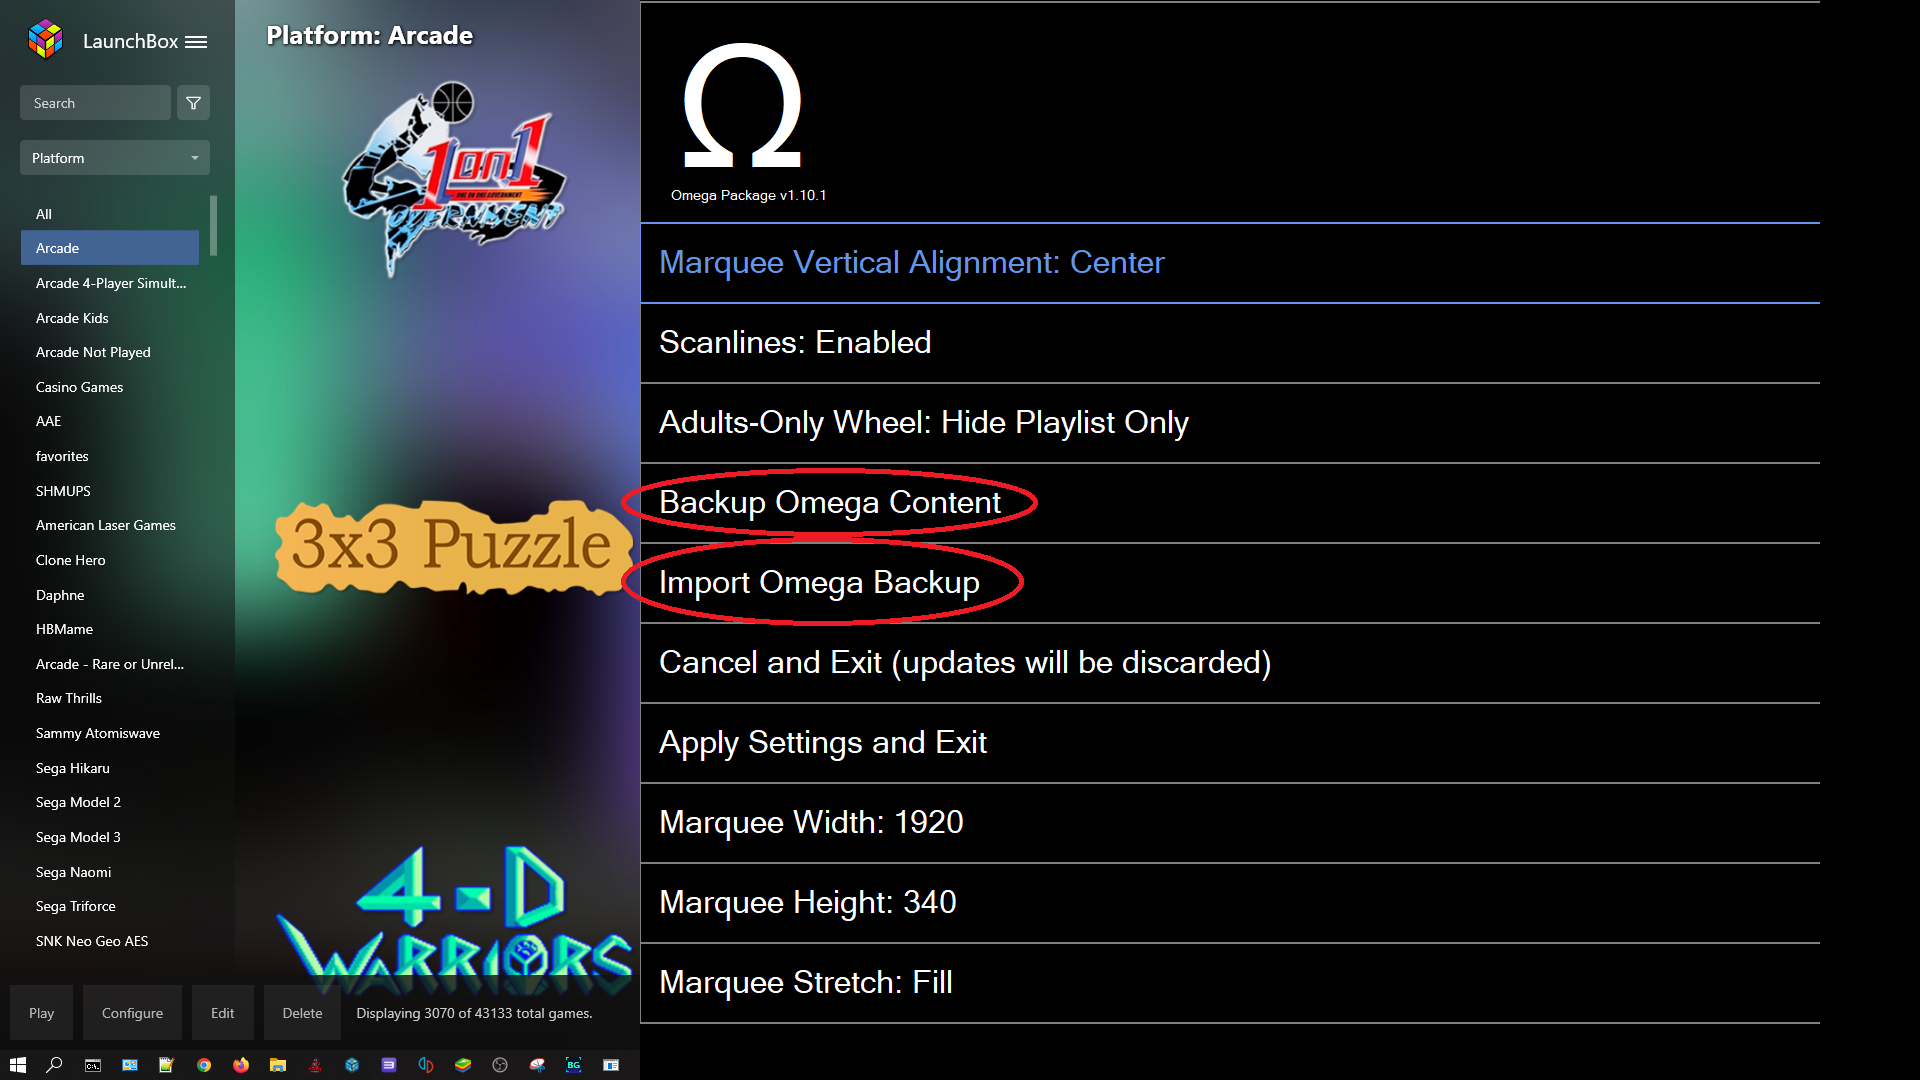 LaunchBox
Search
Platform
All
Arcade
Arcade 4-Player Simult...
Arcade Kids
Arcade Not Played
Casino Games
AAE
favorites
SHMUPS
American Laser Games
Clone Hero
Daphne
HBMame
Arcade - Rare or Unrel...
Raw Thrills
Sammy Atomiswave
Sega Hikaru
Sega Model 2
Sega Model 3
Sega Naomi
Sega Triforce
SNK Neo Geo AES
Platform: Arcade
1on1
GOVERNMENT
3x3 Puzzle
4-D
WARRIORS
Play
Configure
Edit
Delete
Displaying 3070 of 43133 total games.
Ω
Omega Package v1.10.1
Marquee Vertical Alignment: Center
Scanlines: Enabled
Adults-Only Wheel: Hide Playlist Only
Backup Omega Content
Import Omega Backup
Cancel and Exit (updates will be discarded)
Apply Settings and Exit
Marquee Width: 1920
Marquee Height: 340
Marquee Stretch: Fill
BG